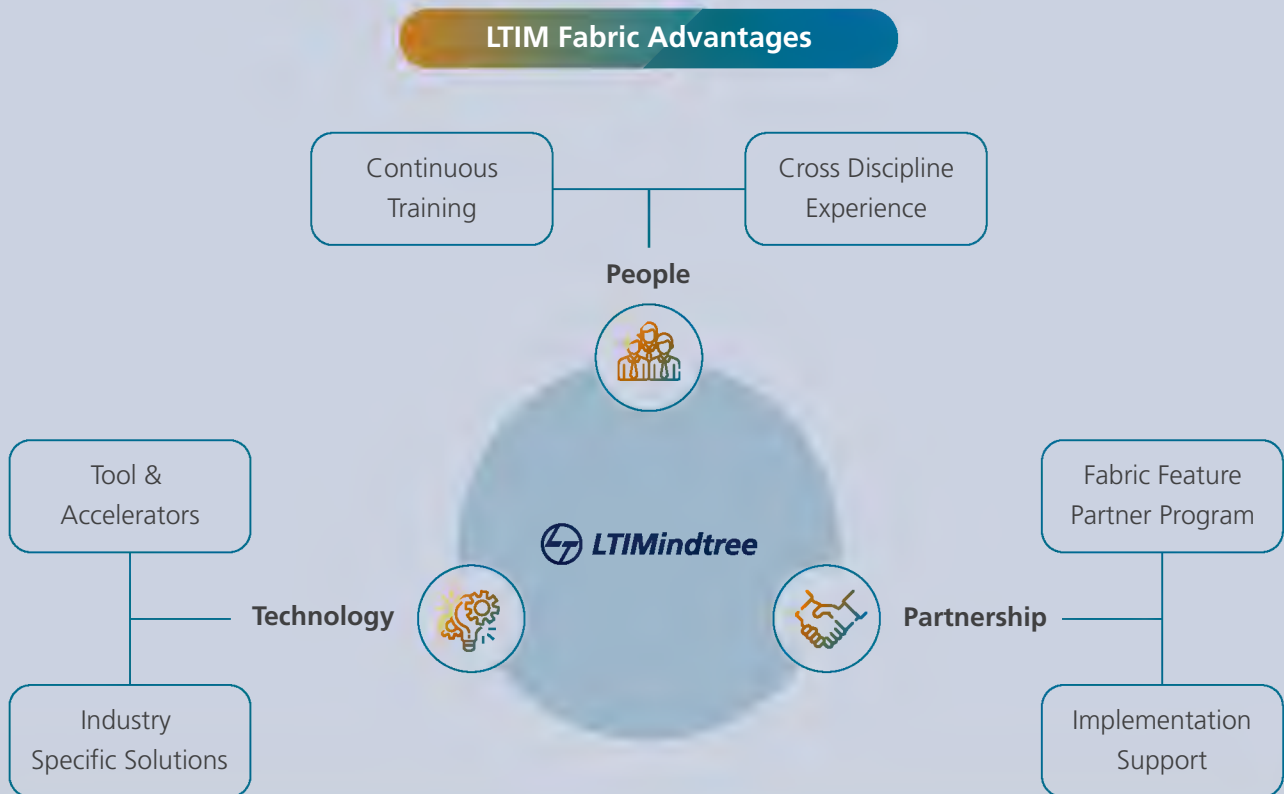 LTIM Fabric Advantages
Continuous
Training
Cross Discipline
Experience
People
Tool &
Accelerators
Fabric Feature
Partner Program
LTIMindtree
Technology
Partnership
Industry
Specific Solutions
Implementation
Support